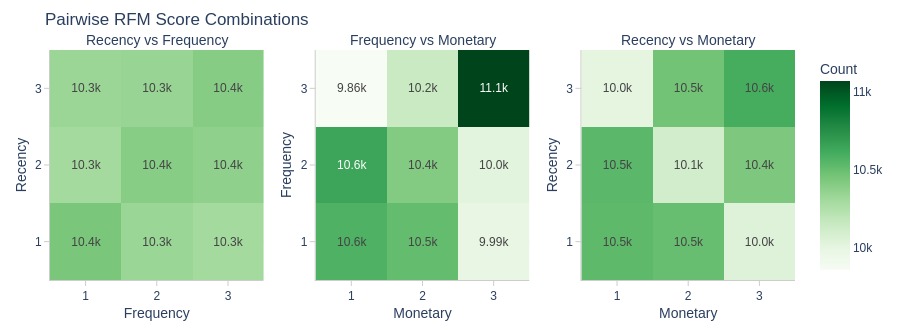 Pairwise RFM Score Combinations
Recency vs Frequency
Frequency vs Monetary
Recency vs Monetary
Count
3 10.3k 10.3k 10.4k
2 10.3k 10.4k 10.4k
1 10.4k 10.3k 10.3k
1 2 3
Recency
Frequency
3 9.86k 10.2k 11.1k
2 10.6k 10.4k 10.0k
1 10.6k 10.5k 9.99k
1 2 3
Frequency
Monetary
3 10.0k 10.5k 10.6k
2 10.5k 10.1k 10.4k
1 10.5k 10.5k 10.0k
1 2 3
Recency
Monetary
11k
10.5k
10k